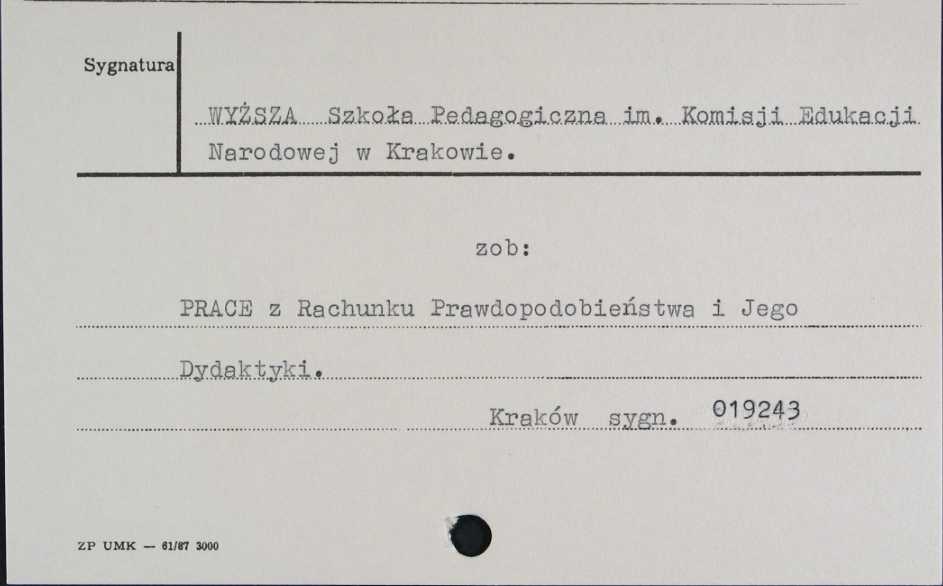 Sygnatura
WYŻSZA Szkoła Pedagogiczna im. Komisji Edukacji
Narodowej w Krakowie.
zob:
PRACE z Rachunku Prawdopodobieństwa i Jego
Dydaktyki.
Kraków sygn. 019243
ZP UMK — 61/87 3000